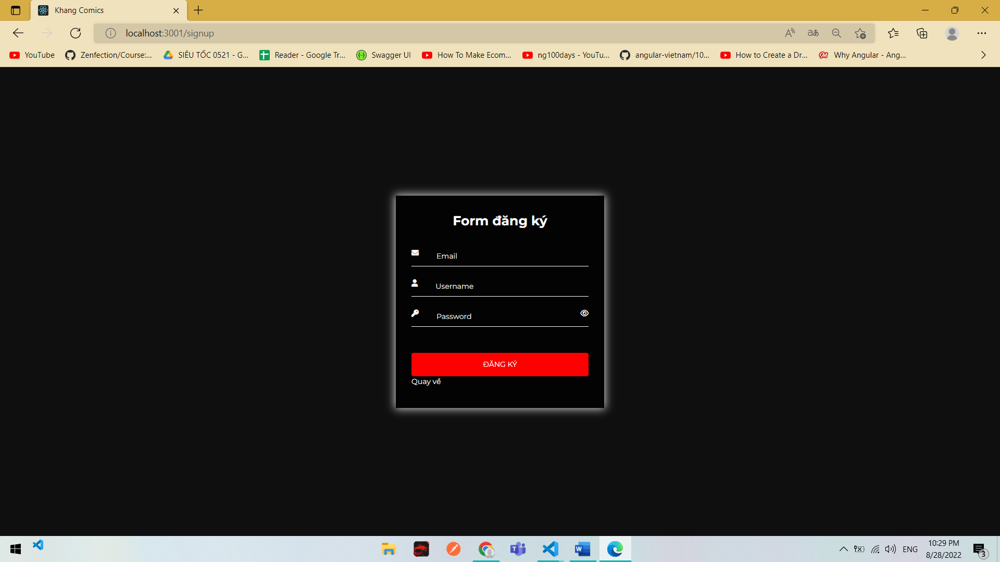 Khang Comics
localhost:3001/signup
YouTube
Zenfection/Course:...
SIÊU TỐC 0521 - G...
Reader - Google Tr...
Swagger UI
How To Make Ecom...
ng100days - YouTu...
angular-vietnam/10...
How to Create a Dr...
Why Angular - Ang...
Form đăng ký
Email
Username
Password
ĐĂNG KÝ
Quay về
ENG
10:29 PM
8/28/2022
3